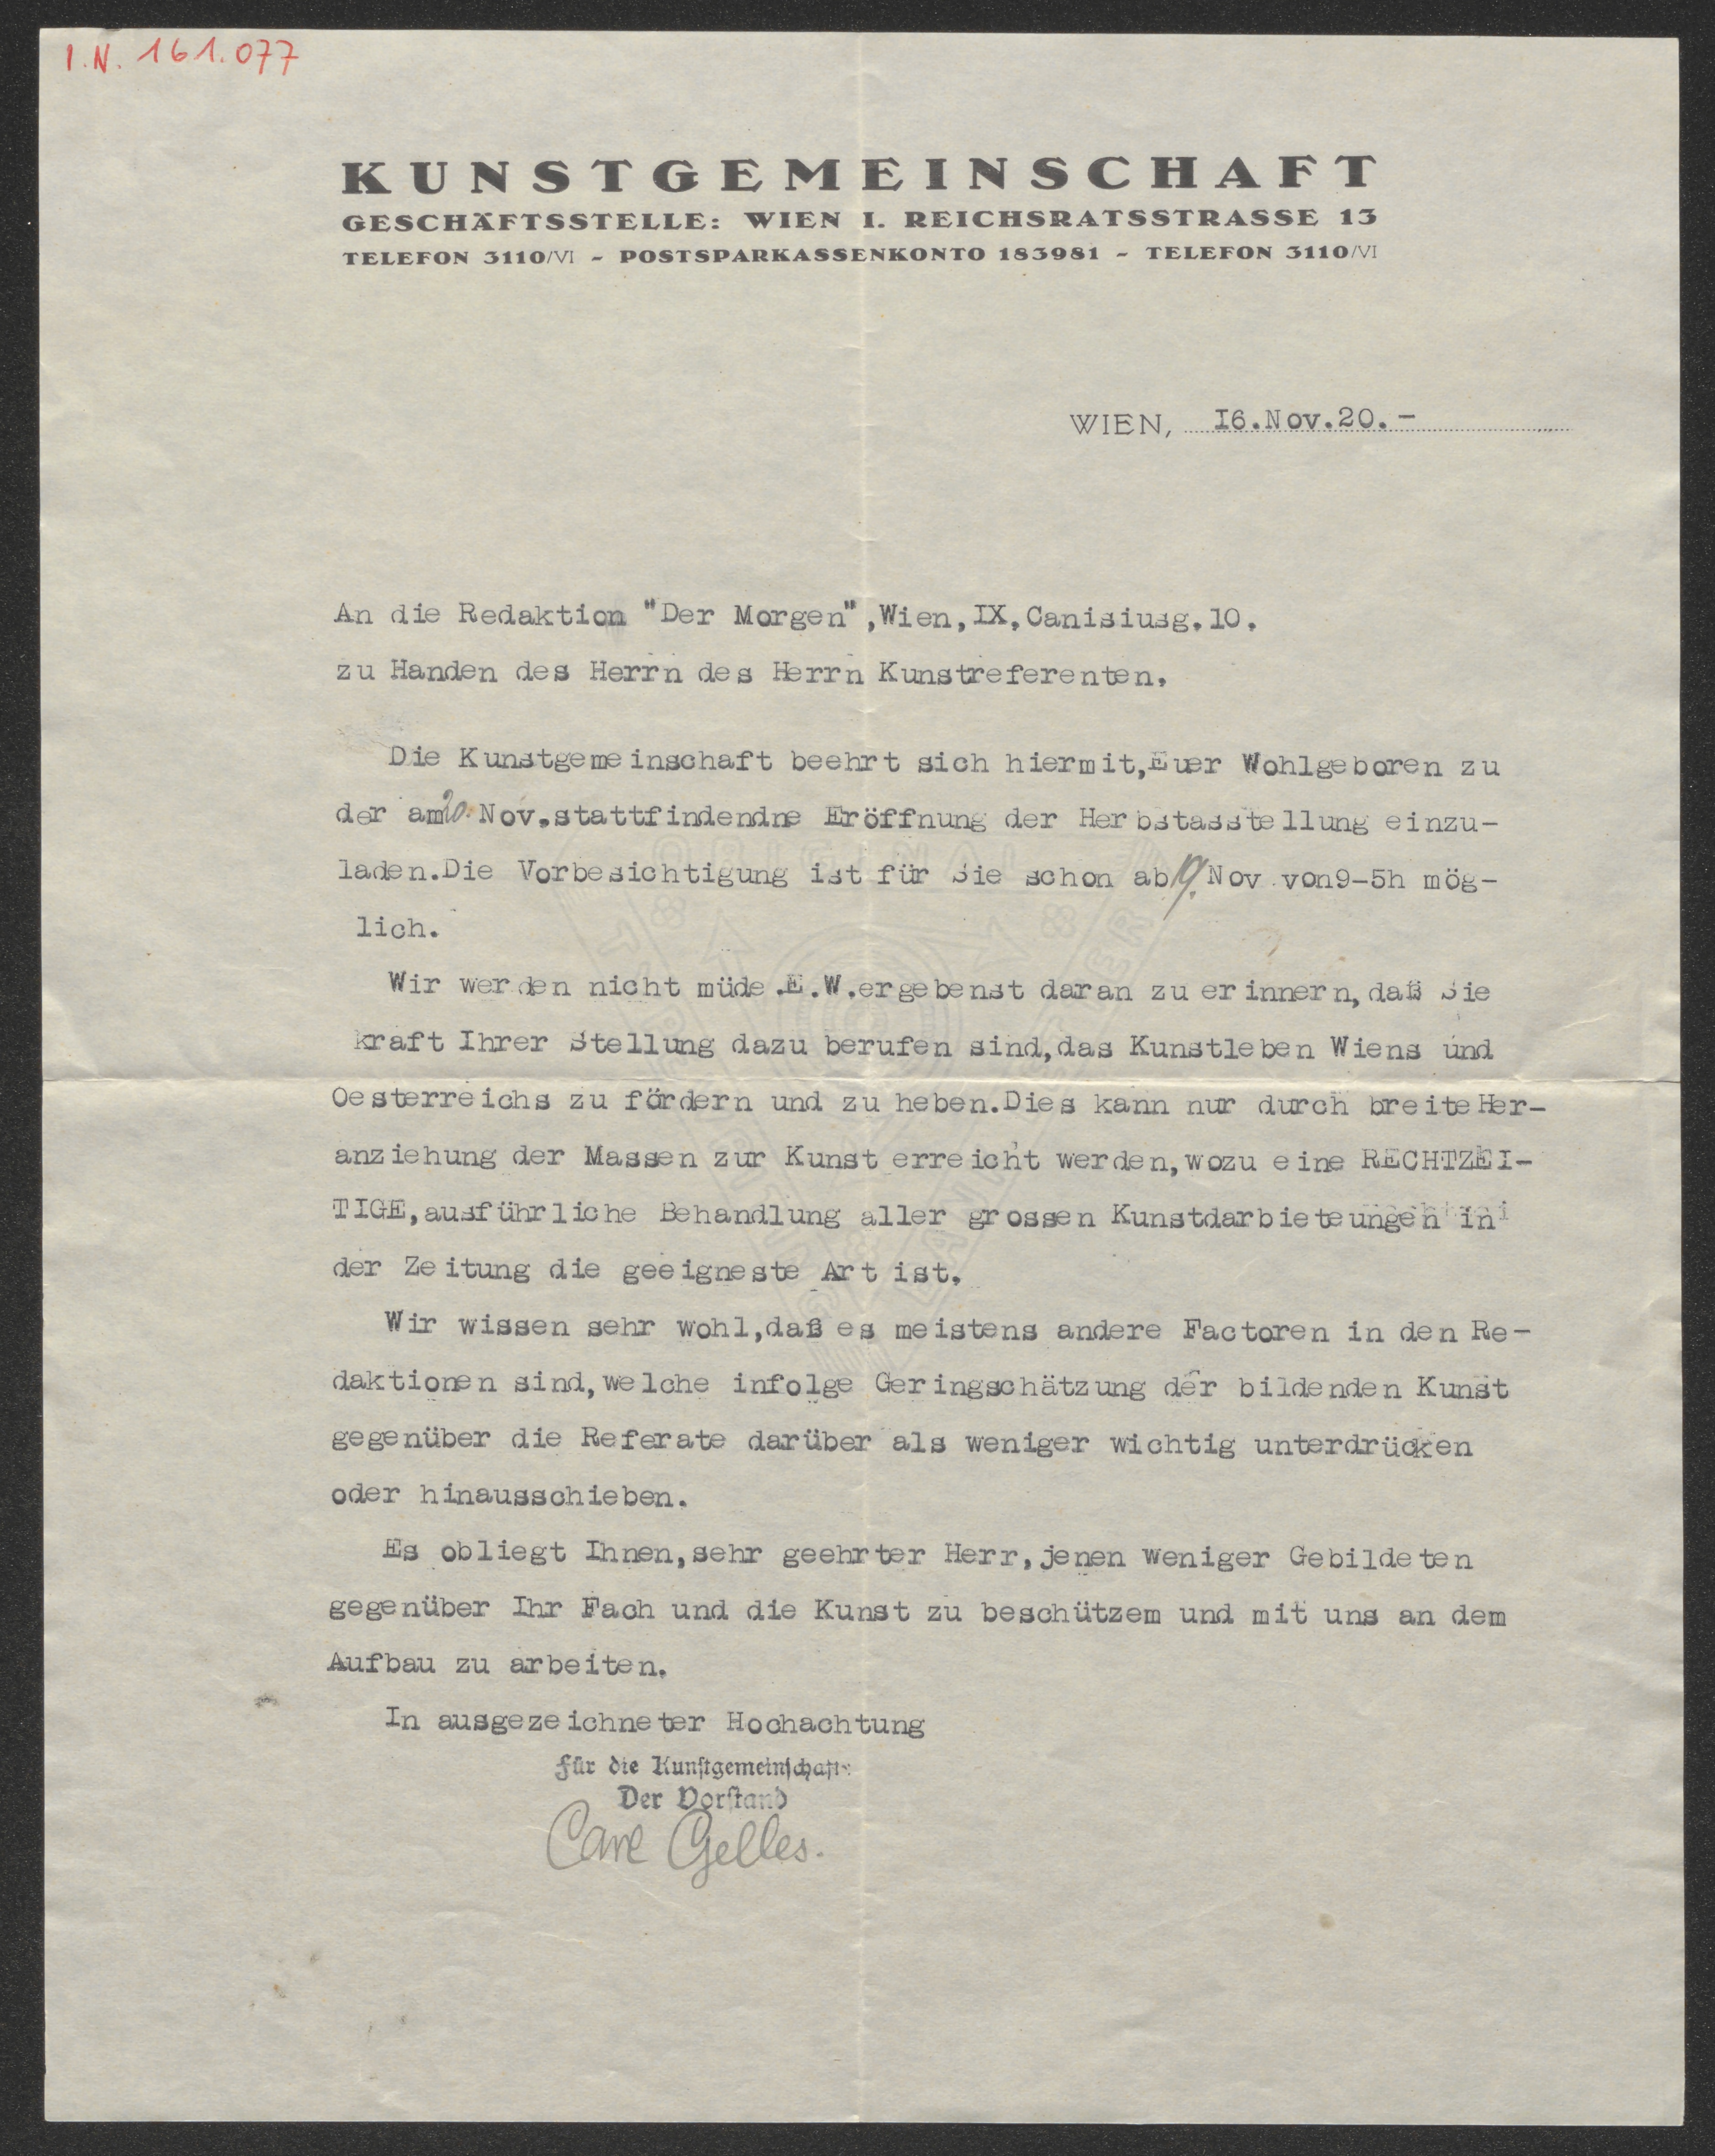 I.N. 161.077
KUNSTGEMEINSCHAFT
GESCHÄFTSSTELLE: WIEN I. REICHSRATSSTRASSE 13
TELEFON 3110/VI - POSTSPARKASSENKONTO 183981 - TELEFON 3110/VI
WIEN, I6.Nov.20.-
An die Redaktion "Der Morgen",Wien,IX,Canisiusg.10.
zu Handen des Herrn des Herrn Kunstreferenten.
Die Kunstgemeinschaft beehrt sich hiermit,Euer Wohlgeboren zu
der am 20. Nov.stattfindendne Eröffnung der Herbstasstellung einzu-
laden.Die Vorbesichtigung ist für Sie schon ab 19. Nov von9-5h mög-
lich.
Wir werden nicht müde.E.W.ergebenst daran zu erinnern,daß Sie
kraft Ihrer Stellung dazu berufen sind,das Kunstleben Wiens und
Oesterreichs zu fördern und zu heben.Dies kann nur durch breite Her-
anziehung der Massen zur Kunst erreicht werden,wozu eine RECHTZEI-
TIGE,ausführliche Behandlung aller grossen Kunstdarbieteungen in
der Zeitung die geeigneste Art ist.
Wir wissen sehr wohl,daß es meistens andere Factoren in den Re-
daktionen sind,welche infolge Geringschätzung der bildenden Kunst
gegenüber die Referate darüber als weniger wichtig unterdrücken
oder hinausschieben.
Es obliegt Ihnen,sehr geehrter Herr,jenen weniger Gebildeten
gegenüber Ihr Fach und die Kunst zu beschützem und mit uns an dem
Aufbau zu arbeiten.
In ausgezeichneter Hochachtung
Für die Kunstgemeinschaft:
Der Vorstand
Carl Gelles.